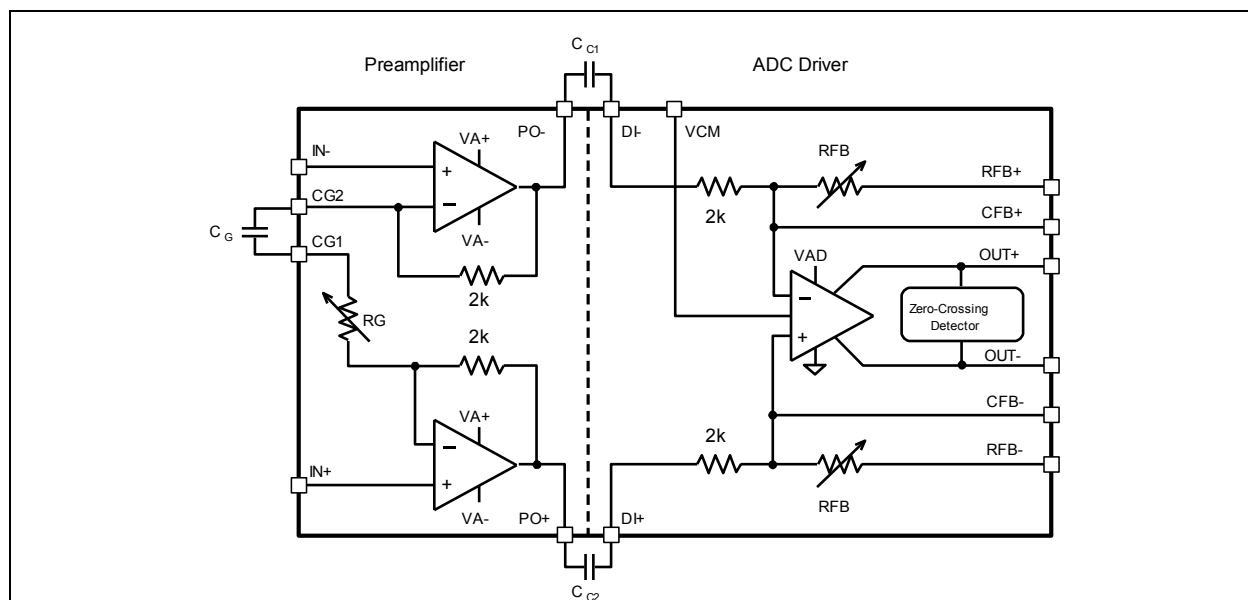 C C1
Preamplifier
ADC Driver
PO-
DI-
VCM
IN-
VA+
RFB
RFB+
+
CG2
2k
CFB+
−
C G
CG1
VA-
VAD
OUT+
2k
−
Zero-Crossing
Detector
RG
2k
+
OUT-
VA+
CFB-
−
2k
RFB-
IN+
+
VA-
PO+
DI+
RFB
C C2